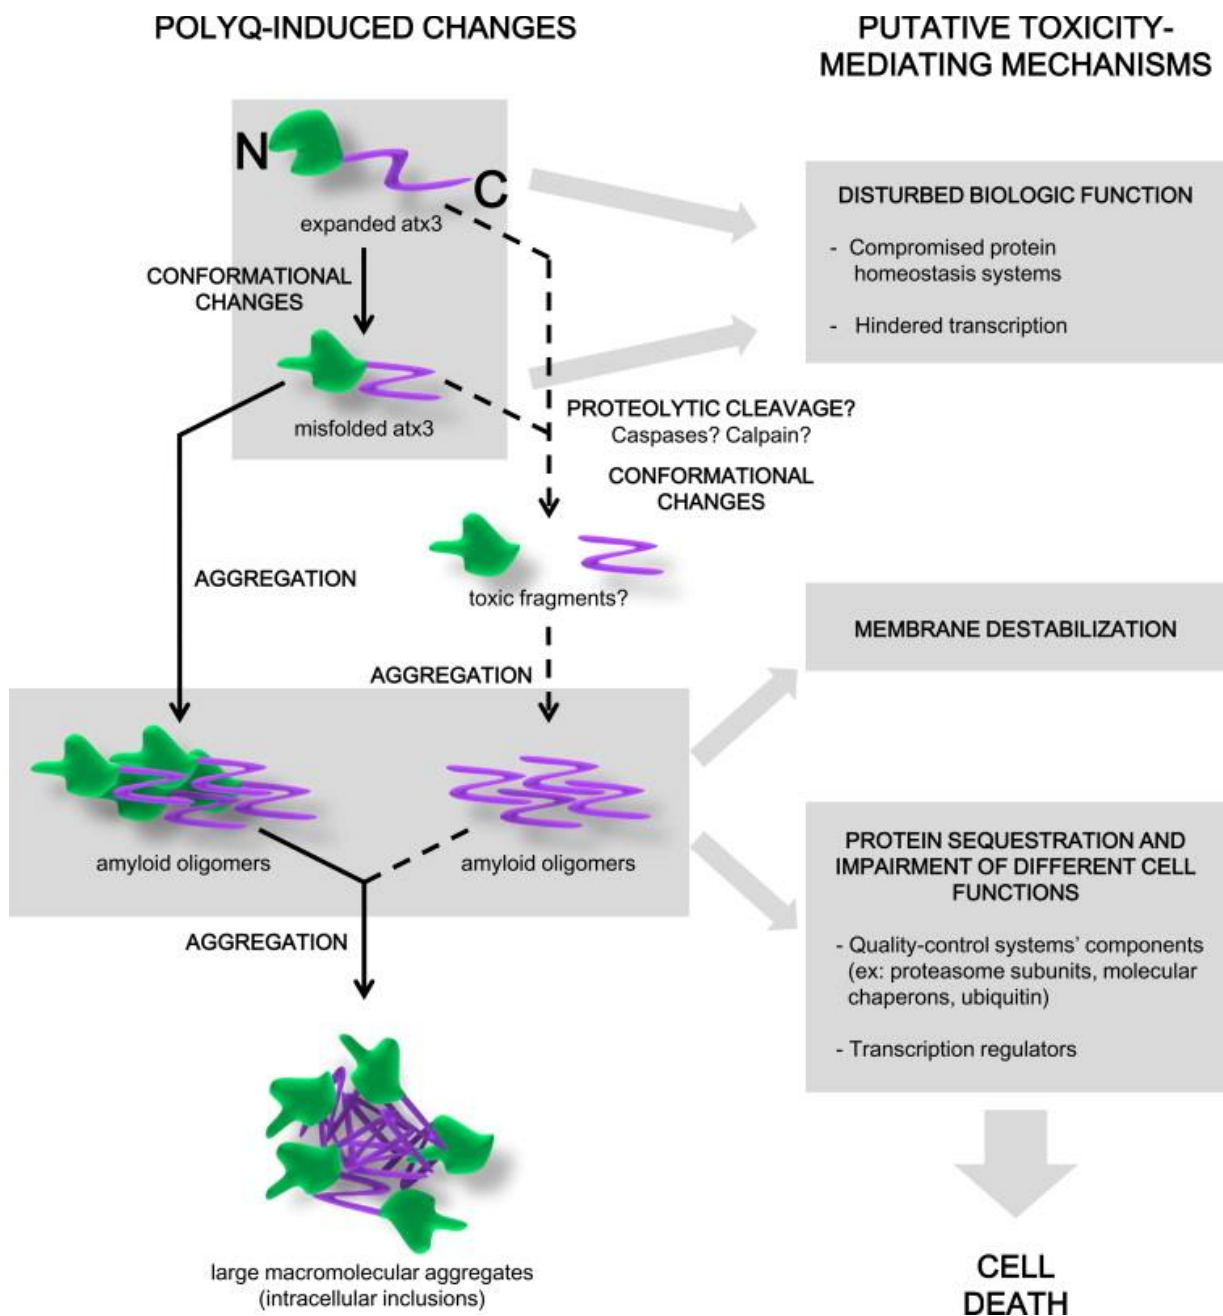 POLYQ-INDUCED CHANGES
PUTATIVE TOXICITY-
MEDIATING MECHANISMS
N
C
expanded atx3
CONFORMATIONAL
CHANGES
misfolded atx3
DISTURBED BIOLOGIC FUNCTION
- Compromised protein
homeostasis systems
- Hindered transcription
PROTEOLYTIC CLEAVAGE?
Caspases? Calpain?
CONFORMATIONAL
CHANGES
AGGREGATION
toxic fragments?
AGGREGATION
MEMBRANE DESTABILIZATION
amyloid oligomers
amyloid oligomers
AGGREGATION
PROTEIN SEQUESTRATION AND
IMPAIRMENT OF DIFFERENT CELL
FUNCTIONS
- Quality-control systems' components
(ex: proteasome subunits, molecular
chaperons, ubiquitin)
- Transcription regulators
large macromolecular aggregates
(intracellular inclusions)
CELL
DEATH